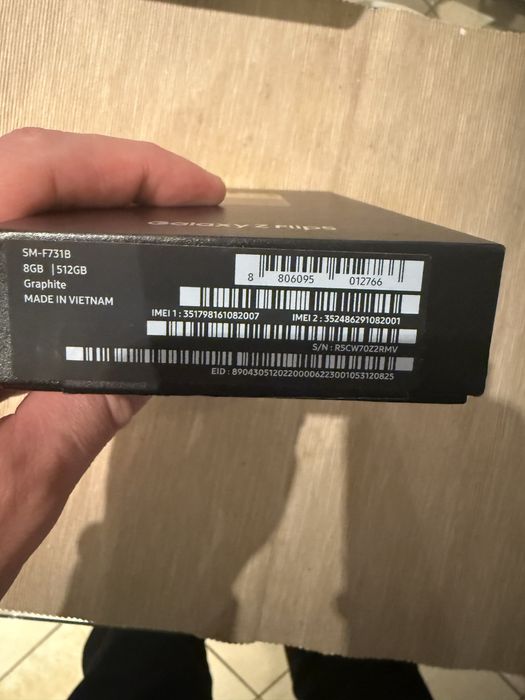 Galaxy Z Flip5
SM-F731B
8GB | 512GB
Graphite
MADE IN VIETNAM
8 806095 012766
IMEI 1 : 351798161082007 IMEI 2 : 352486291082001
S/N : R5CW70ZZRMV
EID : 89043051202200006223001053120825